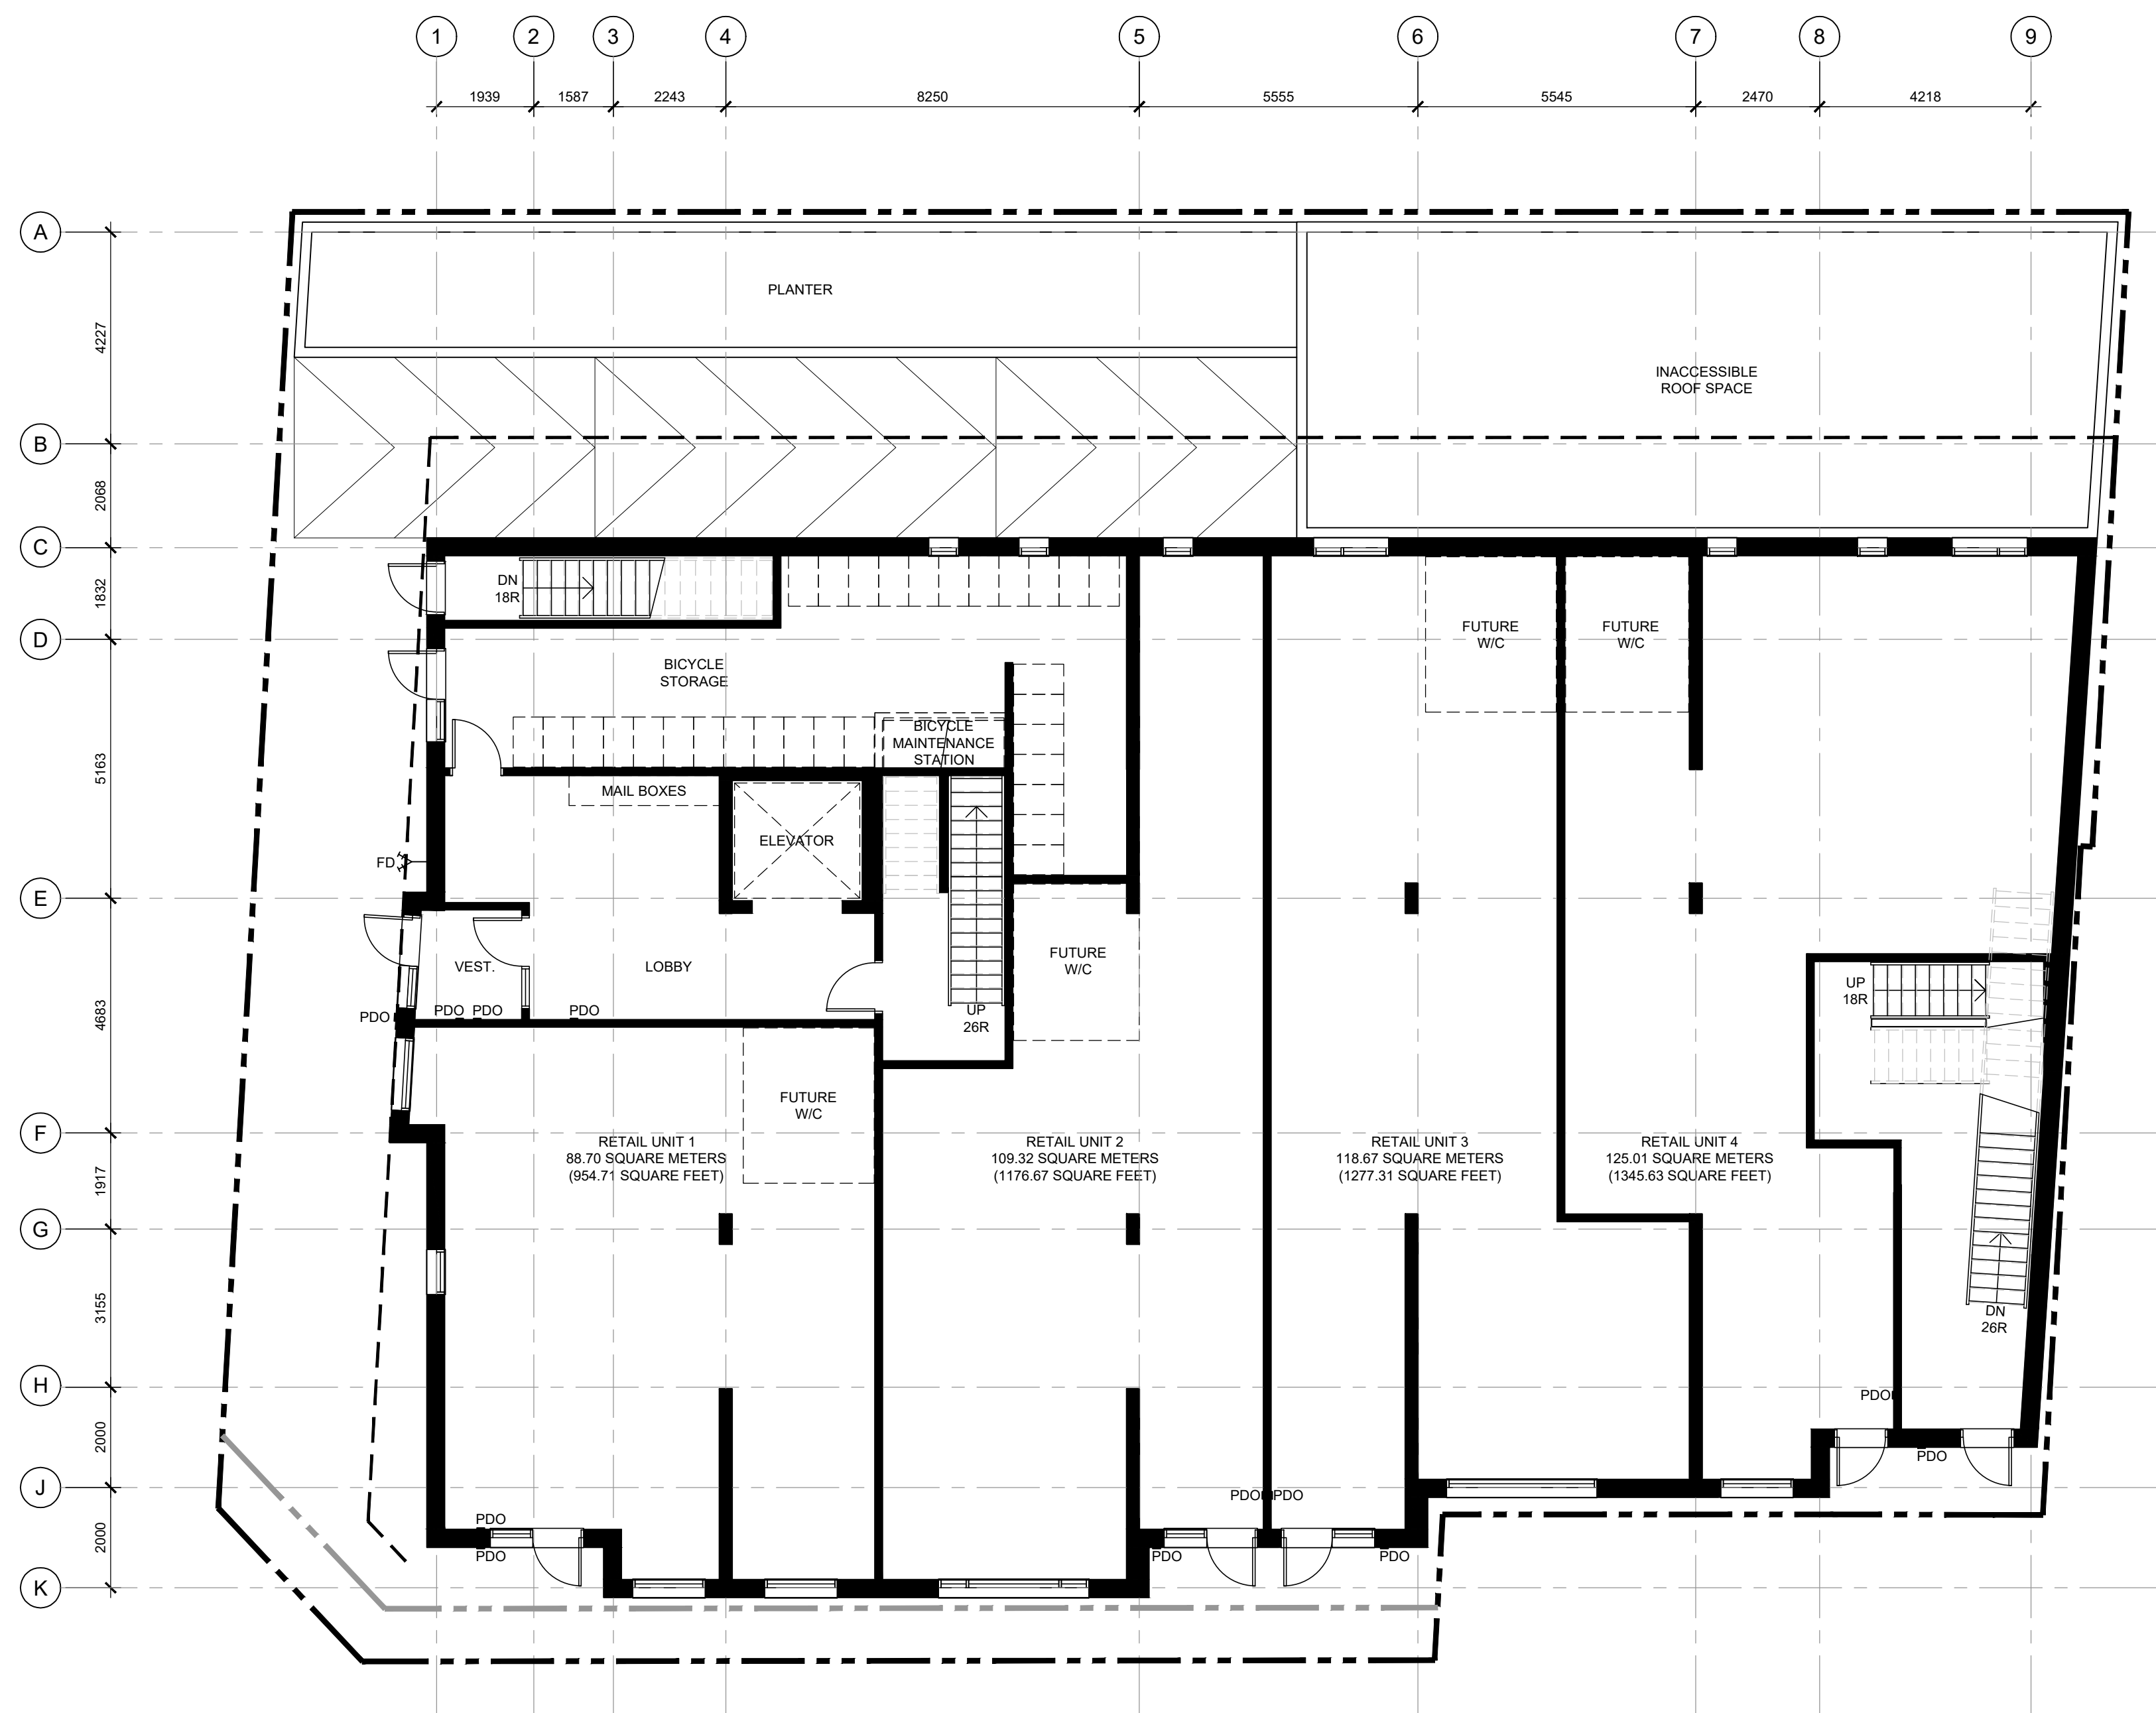 1 2 3 4 5 6 7 8 9
1939 1587 2243 8250 5555 5545 2470 4218
A
PLANTER
4227
INACCESSIBLE
ROOF SPACE
B
2068
C
DN
18R
1832
D
FUTURE
W/C
FUTURE
W/C
BICYCLE
STORAGE
BICYCLE
MAINTENANCE
STATION
5163
MAIL BOXES
ELEVATOR
FD
E
FUTURE
W/C
VEST.
LOBBY
UP
18R
PDO
PDO
PDO
PDO
UP
26R
4683
FUTURE
W/C
F
RETAIL UNIT 1
88.70 SQUARE METERS
(954.71 SQUARE FEET)
RETAIL UNIT 2
109.32 SQUARE METERS
(1176.67 SQUARE FEET)
RETAIL UNIT 3
118.67 SQUARE METERS
(1277.31 SQUARE FEET)
RETAIL UNIT 4
125.01 SQUARE METERS
(1345.63 SQUARE FEET)
1917
G
3155
DN
26R
H
PDO
2000
PDO
J
PDO
PDO
PDO
2000
PDO
PDO
PDO
K